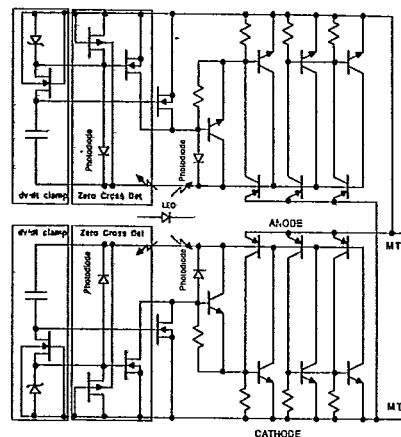 Photodiode
Photodiode
dv/dt clamp
Zero Cross Det
LED
ANODE
MT
dv/dt clamp
Zero Cross Det
Photodiode
Photodiode
MT
CATHODE